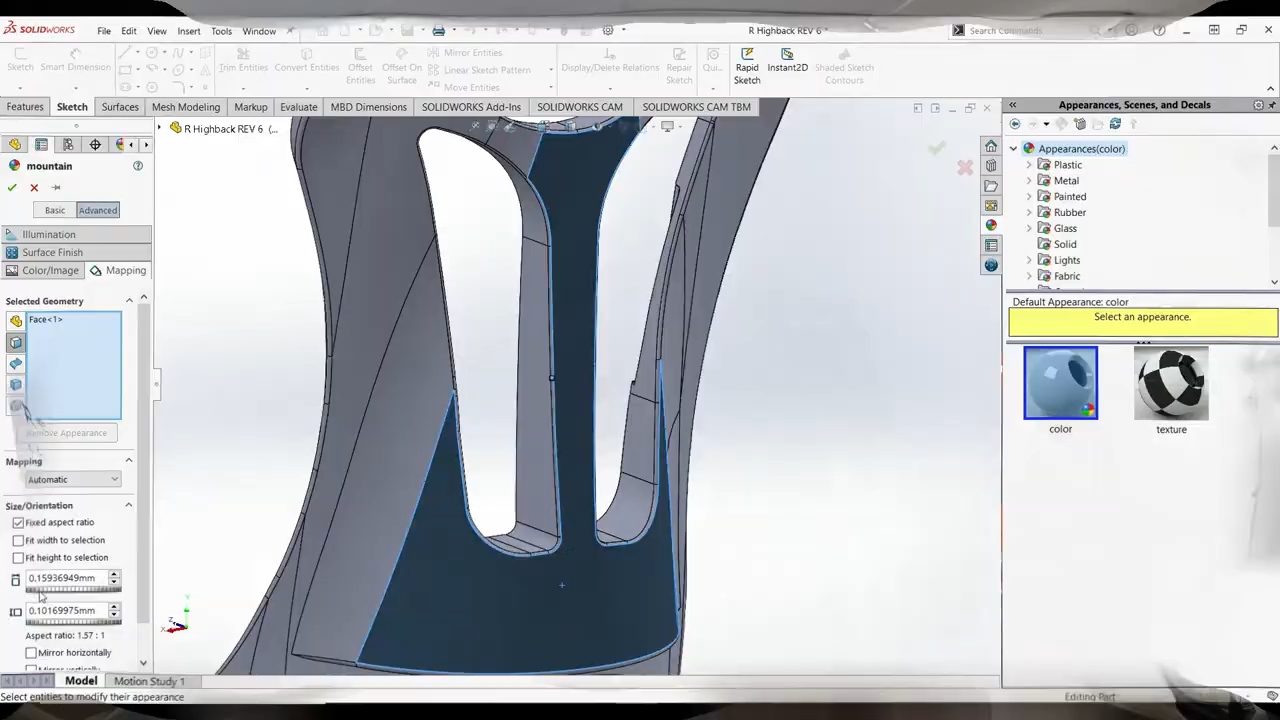 SOLIDWORKS File Edit View Insert Tools Window R Highback REV 6 * Search Commands
Sketch Smart Dimension Trim Entities Convert Entities Offset Entities Offset On Surface Mirror Entities Linear Sketch Pattern Move Entities Display/Delete Relations Repair Sketch Qui... Rapid Sketch Instant2D Shaded Sketch Contours
Features Sketch Surfaces Mesh Modeling Markup Evaluate MBD Dimensions SOLIDWORKS Add-Ins SOLIDWORKS CAM SOLIDWORKS CAM TBM
R Highback REV 6 (...
mountain
Basic Advanced
Illumination
Surface Finish
Color/Image Mapping
Selected Geometry
Face<1>
Remove Appearance
Mapping
Automatic
Size/Orientation
Fixed aspect ratio
Fit width to selection
Fit height to selection
0.15936949mm
0.10169975mm
Aspect ratio: 1.57 : 1
Mirror horizontally
Mirror vertically
Z Y X
Model Motion Study 1
Select entities to modify their appearance
Editing Part
Appearances, Scenes, and Decals
Appearances(color)
Plastic
Metal
Painted
Rubber
Glass
Solid
Lights
Fabric
Default Appearance: color
Select an appearance.
color texture